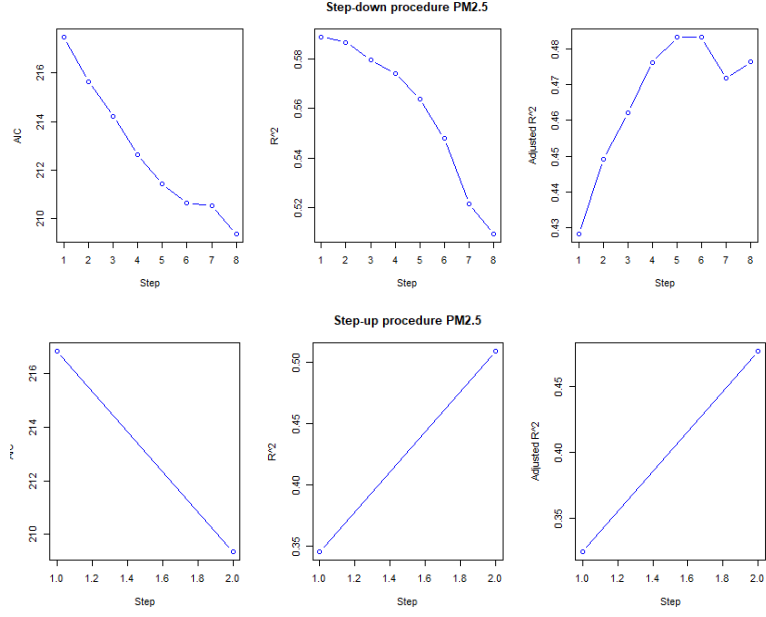 Step-down procedure PM2.5
AIC
210 212 214 216
1 2 3 4 5 6 7 8
Step
R^2
0.52 0.54 0.56 0.58
1 2 3 4 5 6 7 8
Step
Adjusted R^2
0.43 0.44 0.45 0.46 0.47 0.48
1 2 3 4 5 6 7 8
Step
Step-up procedure PM2.5
AIC
210 212 214 216
1.0 1.2 1.4 1.6 1.8 2.0
Step
R^2
0.35 0.40 0.45 0.50
1.0 1.2 1.4 1.6 1.8 2.0
Step
Adjusted R^2
0.35 0.40 0.45
1.0 1.2 1.4 1.6 1.8 2.0
Step